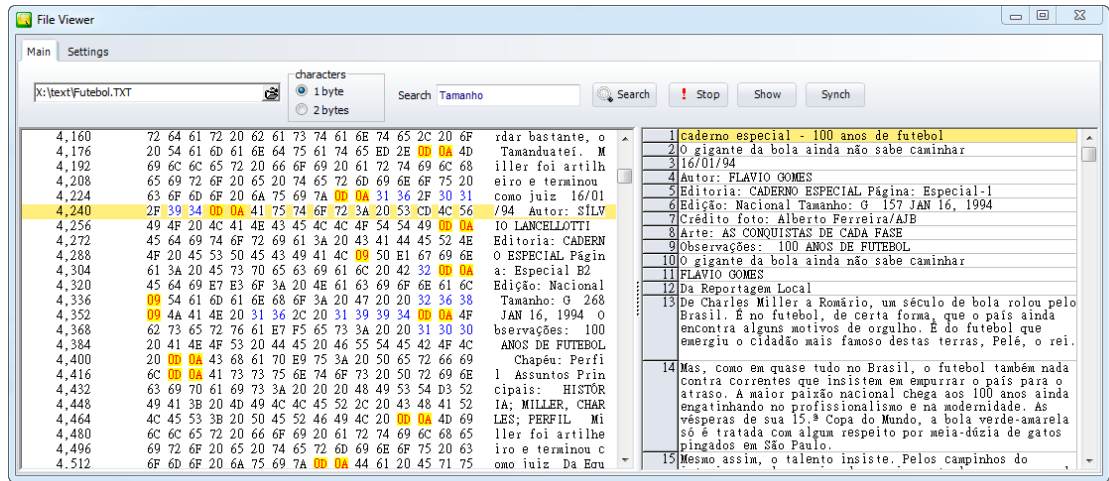 File Viewer
Main Settings
characters
X:\text\Futebol.TXT
1 byte
2 bytes
Search Tamanho Search ! Stop Show Synch
4,160 72 64 61 72 20 62 61 73 74 61 6E 74 65 2C 20 6F rdar bastante, o
4,176 20 54 61 6D 61 6E 64 75 61 74 65 ED 2E 0D 0A 4D Tamanduateí. M
4,192 69 6C 6C 65 72 20 66 6F 69 20 61 72 74 69 6C 68 iller foi artilh
4,208 65 69 72 6F 20 65 20 74 65 72 6D 69 6E 6F 75 20 eiro e terminou
4,224 63 6F 6D 6F 20 6A 75 69 7A 0D 0A 31 36 2F 30 31 como juiz 16/01
4,240 2F 39 34 0D 0A 41 75 74 6F 72 3A 20 53 CD 4C 56 /94 Autor: SÍLV
4,256 49 4F 20 4C 41 4E 43 45 4C 4C 4F 54 54 49 0D 0A IO LANCELLOTTI
4,272 45 64 69 74 6F 72 69 61 3A 20 43 41 44 45 52 4E Editoria: CADERN
4,288 4F 20 45 53 50 45 43 49 41 4C 09 50 E1 67 69 6E O ESPECIAL Págin
4,304 61 3A 20 45 73 70 65 63 69 61 6C 20 42 32 0D 0A a: Especial B2
4,320 45 64 69 E7 E3 6F 3A 20 4E 61 63 69 6F 6E 61 6C Edição: Nacional
4,336 09 54 61 6D 61 6E 68 6F 3A 20 47 20 20 32 36 38 Tamanho: G 268
4,352 09 4A 41 4E 20 31 36 2C 20 31 39 39 34 0D 0A 4F JAN 16, 1994 O
4,368 62 73 65 72 76 61 E7 F5 65 73 3A 20 20 31 30 30 bservações: 100
4,384 20 41 4E 4F 53 20 44 45 20 46 55 54 45 42 4F 4C ANOS DE FUTEBOL
4,400 20 0D 0A 43 68 61 70 E9 75 3A 20 50 65 72 66 69 Chapéu: Perfi
4,416 6C 0D 0A 41 73 73 75 6E 74 6F 73 20 50 72 69 6E l Assuntos Prin
4,432 63 69 70 61 69 73 3A 20 20 20 48 49 53 54 D3 52 cipais: HISTÓR
4,448 49 41 3B 20 4D 49 4C 4C 45 52 2C 20 43 48 41 52 IA; MILLER, CHAR
4,464 4C 45 53 3B 20 50 45 52 46 49 4C 20 0D 0A 4D 69 LES; PERFIL Mi
4,480 6C 6C 65 72 20 66 6F 69 20 61 72 74 69 6C 68 65 ller foi artilhe
4,496 69 72 6F 20 65 20 74 65 72 6D 69 6E 6F 75 20 63 iro e terminou c
4,512 6F 6D 6F 20 6A 75 69 7A 0D 0A 44 61 20 45 71 75 omo juiz Da Equ
1 caderno especial - 100 anos de futebol
2 O gigante da bola ainda não sabe caminhar
3 16/01/94
4 Autor: FLAVIO GOMES
5 Editoria: CADERNO ESPECIAL Página: Especial-1
6 Edição: Nacional Tamanho: G 157 JAN 16, 1994
7 Crédito foto: Alberto Ferreira/AJB
8 Arte: AS CONQUISTAS DE CADA FASE
9 Observações: 100 ANOS DE FUTEBOL
10 O gigante da bola ainda não sabe caminhar
11 FLAVIO GOMES
12 Da Reportagem Local
13 De Charles Miller a Romário, um século de bola rolou pelo
Brasil. É no futebol, de certa forma, que o país ainda
encontra alguns motivos de orgulho. É do futebol que
emergiu o cidadão mais famoso destas terras, Pelé, o rei.
14 Mas, como em quase tudo no Brasil, o futebol também nada
contra correntes que insistem em empurrar o país para o
atraso. A maior paixão nacional chega aos 100 anos ainda
engatinhando no profissionalismo e na modernidade. As
vésperas de sua 15.ª Copa do Mundo, a bola verde-amarela
só é tratada com algum respeito por meia-dúzia de gatos
pingados em São Paulo.
15 Mesmo assim, o talento insiste. Pelos campinhos do